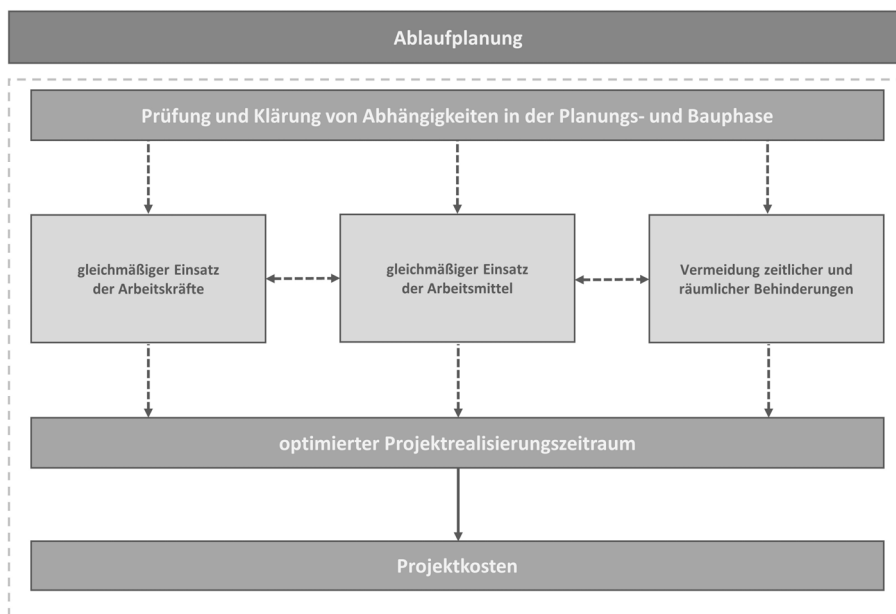 Ablaufplanung
Prüfung und Klärung von Abhängigkeiten in der Planungs- und Bauphase
gleichmäßiger Einsatz
der Arbeitskräfte
gleichmäßiger Einsatz
der Arbeitsmittel
Vermeidung zeitlicher und
räumlicher Behinderungen
optimierter Projektrealisierungszeitraum
Projektkosten